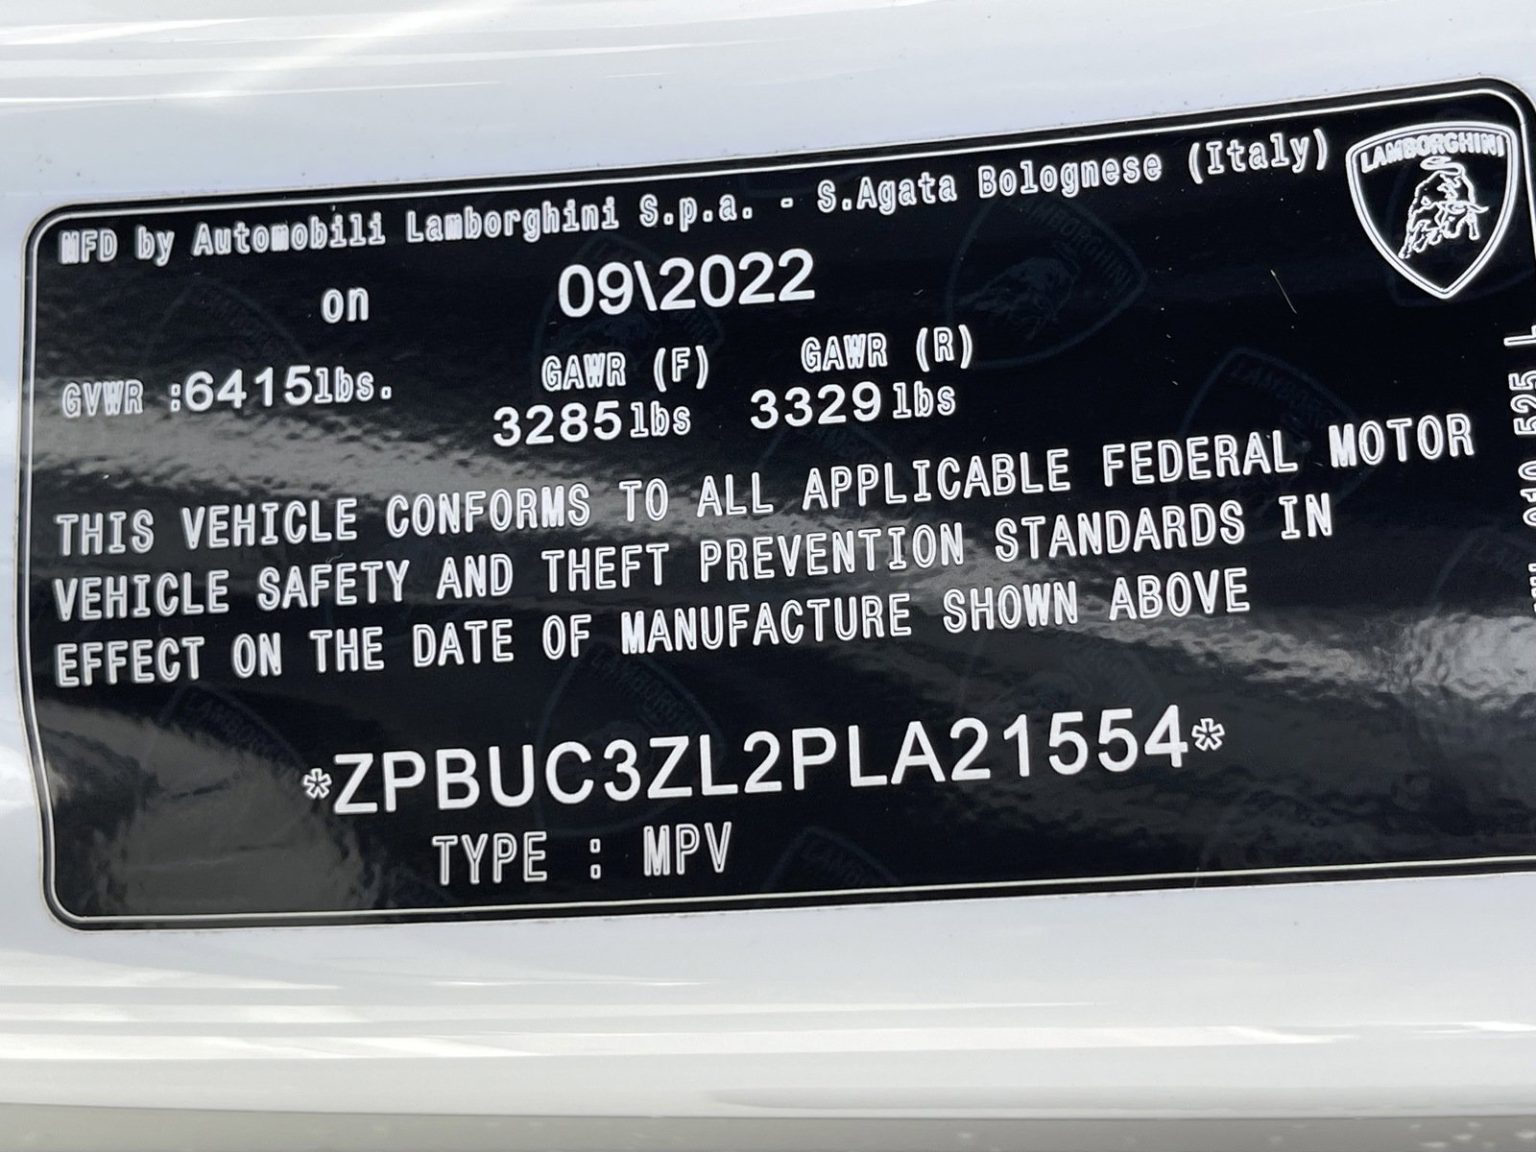 MFD by Automobili Lamborghini S.p.a. - S.Agata Bolognese (Italy)
LAMBORGHINI
on 09\2022
GVWR :6415lbs. GAWR (F) GAWR (R)
3285lbs 3329lbs
THIS VEHICLE CONFORMS TO ALL APPLICABLE FEDERAL MOTOR
VEHICLE SAFETY AND THEFT PREVENTION STANDARDS IN
EFFECT ON THE DATE OF MANUFACTURE SHOWN ABOVE
*ZPBUC3ZL2PLA21554*
TYPE : MPV
525 L